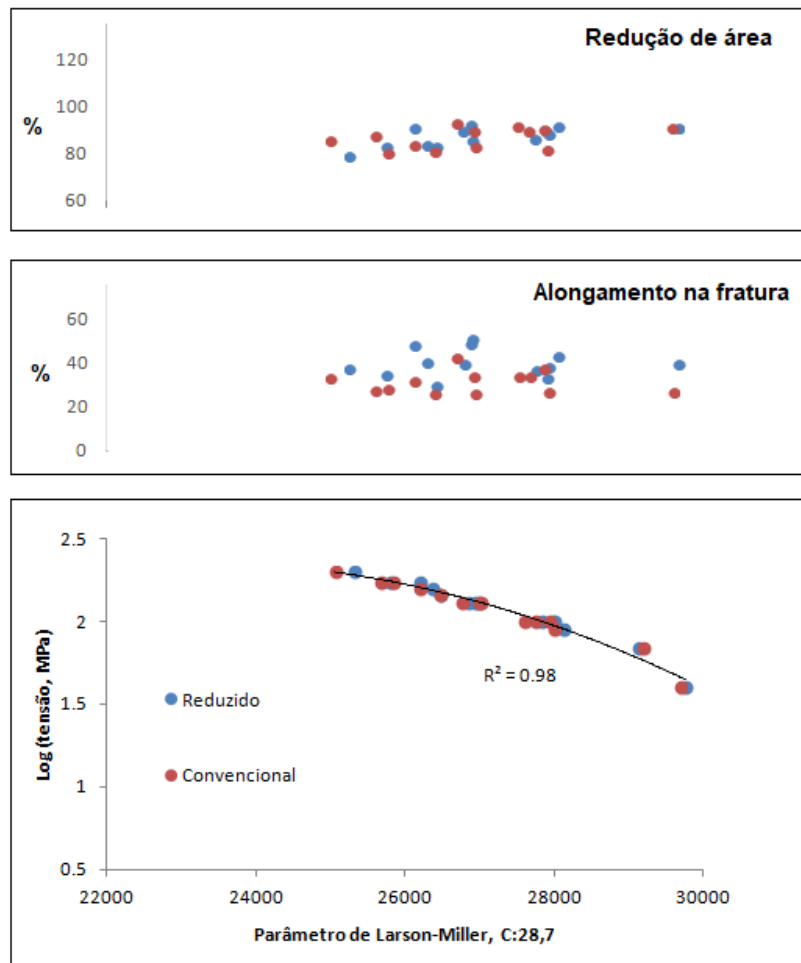 Redução de área
120
100
%
80
60
Alongamento na fratura
60
40
%
20
0
2.5
2
1.5
1
0.5
Log (tensão, MPa)
R² = 0.98
Reduzido
Convencional
22000 24000 26000 28000 30000
Parâmetro de Larson-Miller, C:28,7